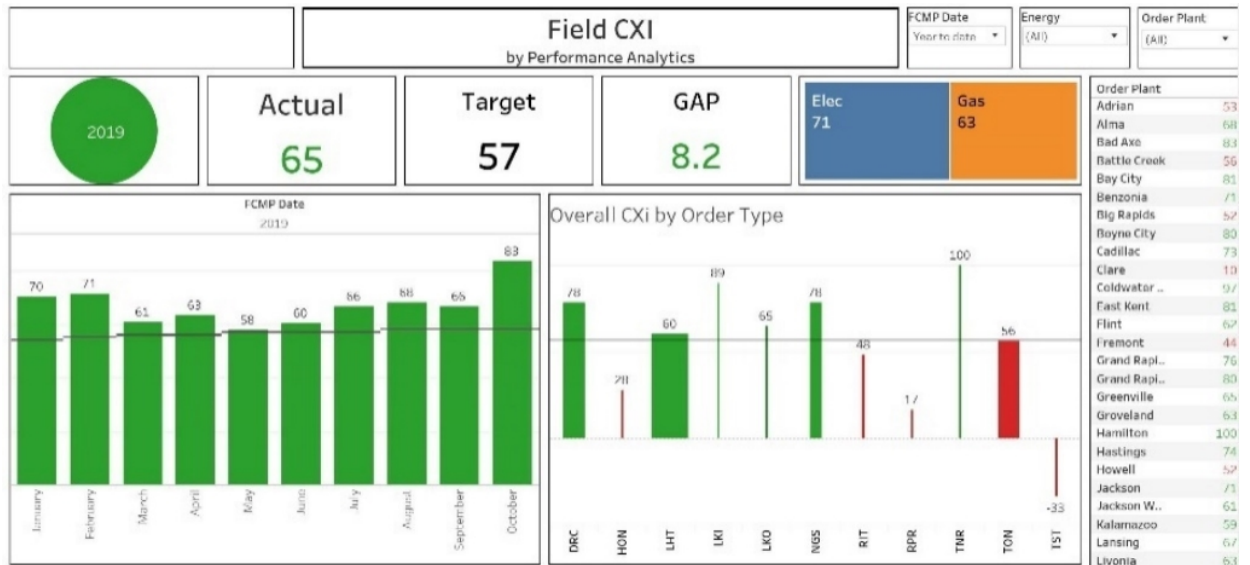 Field CXI
by Performance Analytics
FCMP Date
Year to date
Energy
(All)
Order Plant
(All)
2019
Actual
65
Target
57
GAP
8.2
Elec
71
Gas
63
FCMP Date
2019
70
71
61
63
58
60
66
68
66
83
January
February
March
April
May
June
July
August
September
October
Overall CXi by Order Type
78
28
60
89
65
78
48
17
100
56
-33
DRC
HON
LHT
LKI
LKO
NGS
RIT
RPR
TNR
TON
TST
Order Plant
Adrian 53
Alma 68
Bad Axe 83
Battle Creek 56
Bay City 81
Benzonia 71
Big Rapids 52
Boyne City 80
Cadillac 73
Clare 10
Coldwater .. 97
East Kent 81
Flint 62
Fremont 44
Grand Rapi.. 76
Grand Rapi.. 80
Greenville 65
Groveland 63
Hamilton 100
Hastings 74
Howell 52
Jackson 71
Jackson W.. 61
Kalamazoo 59
Lansing 67
Livonia 63